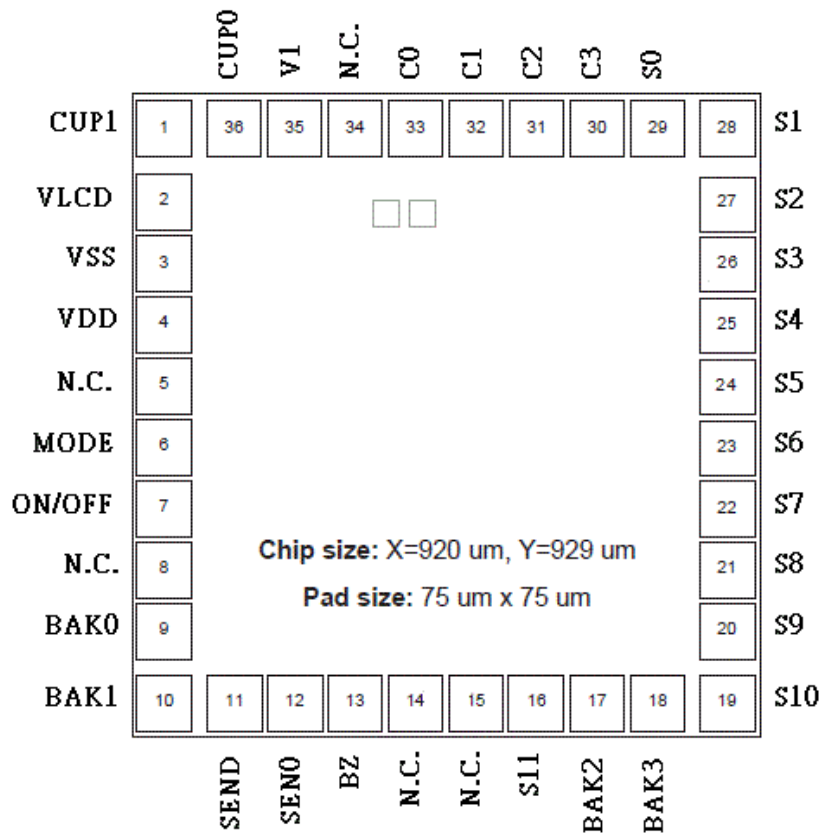 CUP0 V1 N.C. C0 C1 C2 C3 S0
CUP1 1 36 35 34 33 32 31 30 29 28 S1
VLCD 2 27 S2
VSS 3 26 S3
VDD 4 25 S4
N.C. 5 24 S5
MODE 6 23 S6
ON/OFF 7 22 S7
Chip size: X=920 um, Y=929 um
N.C. 8 21 S8
Pad size: 75 um x 75 um
BAK0 9 20 S9
BAK1 10 11 12 13 14 15 16 17 18 19 S10
SEND SEN0 BZ N.C. N.C. S11 BAK2 BAK3